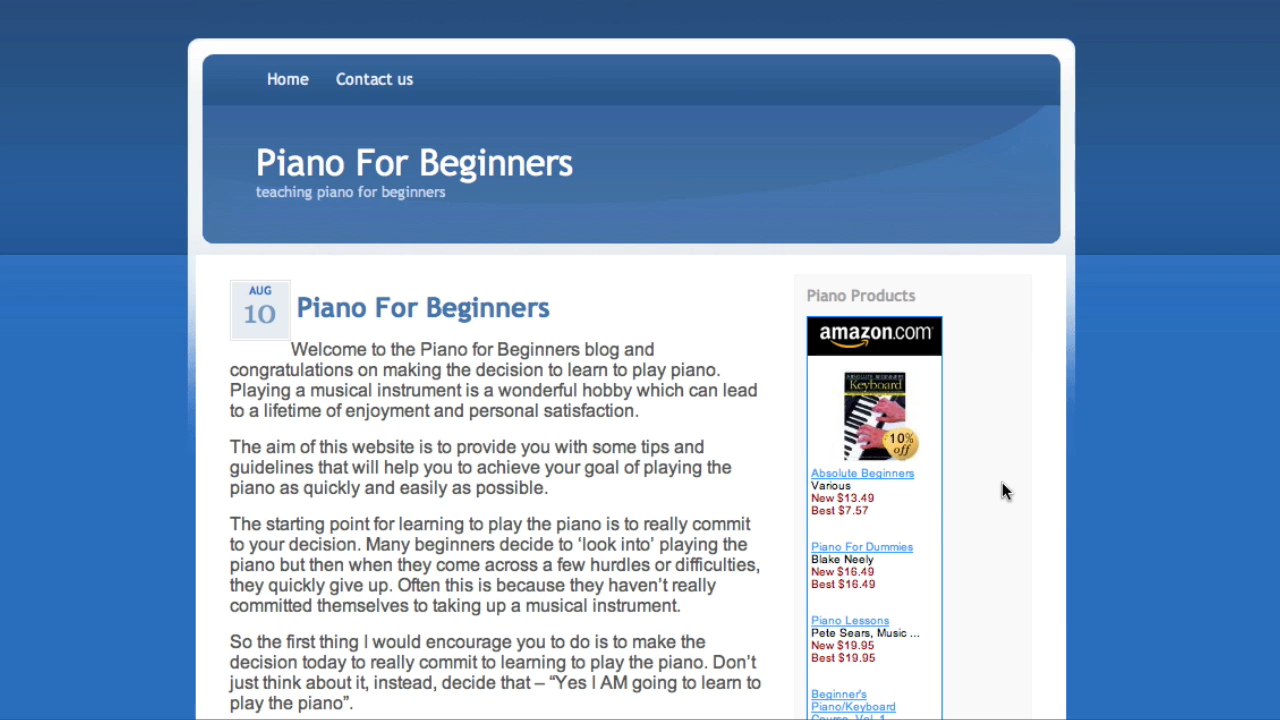 Home Contact us
Piano For Beginners
teaching piano for beginners
AUG
10
Piano For Beginners
Welcome to the Piano for Beginners blog and
congratulations on making the decision to learn to play piano.
Playing a musical instrument is a wonderful hobby which can lead
to a lifetime of enjoyment and personal satisfaction.
The aim of this website is to provide you with some tips and
guidelines that will help you to achieve your goal of playing the
piano as quickly and easily as possible.
The starting point for learning to play the piano is to really commit
to your decision. Many beginners decide to ‘look into’ playing the
piano but then when they come across a few hurdles or difficulties,
they quickly give up. Often this is because they haven’t really
committed themselves to taking up a musical instrument.
So the first thing I would encourage you to do is to make the
decision today to really commit to learning to play the piano. Don’t
just think about it, instead, decide that – “Yes I AM going to learn to
play the piano”.
Piano Products
amazon.com
ABSOLUTE BEGINNERS
Keyboard
10%
off
Absolute Beginners
Various
New $13.49
Best $7.57
Piano For Dummies
Blake Neely
New $16.49
Best $16.49
Piano Lessons
Pete Sears, Music ...
New $19.95
Best $19.95
Beginner's
Piano/Keyboard
Course, Vol. 1